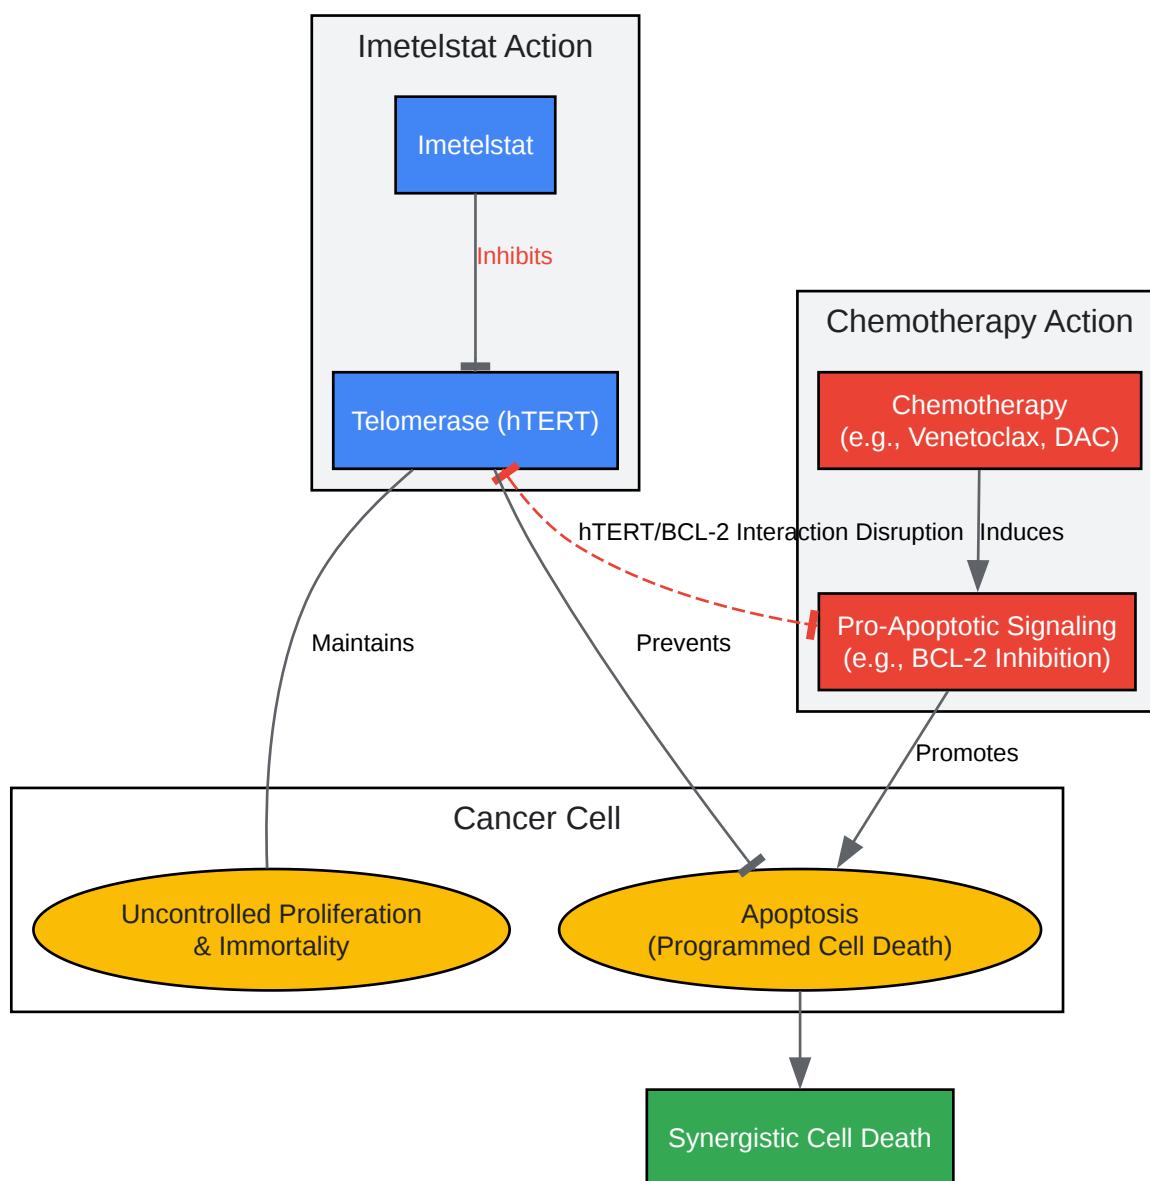 Imetelstat Action
Imetelstat
Inhibits
Chemotherapy Action
Telomerase (hTERT)
Chemotherapy
(e.g., Venetoclax, DAC)
hTERT/BCL-2 Interaction Disruption
Induces
Pro-Apoptotic Signaling
(e.g., BCL-2 Inhibition)
Maintains
Prevents
Promotes
Cancer Cell
Uncontrolled Proliferation
& Immortality
Apoptosis
(Programmed Cell Death)
Synergistic Cell Death